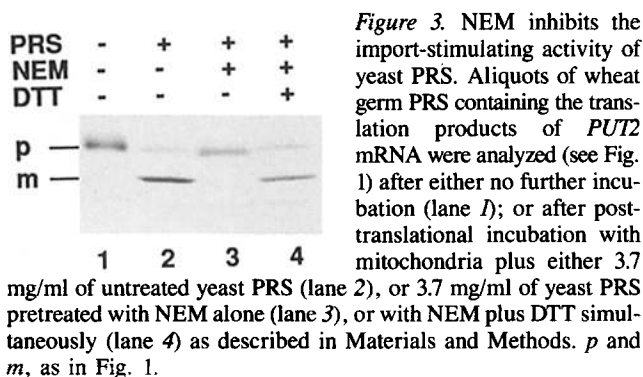 PRS - + + +
NEM - - + +
DTT - - - +
p
m
1 2 3 4
Figure 3. NEM inhibits the
import-stimulating activity of
yeast PRS. Aliquots of wheat
germ PRS containing the trans-
lation products of PUT2
mRNA were analyzed (see Fig.
1) after either no further incu-
bation (lane 1); or after post-
translational incubation with
mitochondria plus either 3.7
mg/ml of untreated yeast PRS (lane 2), or 3.7 mg/ml of yeast PRS
pretreated with NEM alone (lane 3), or with NEM plus DTT simul-
taneously (lane 4) as described in Materials and Methods. p and
m, as in Fig. 1.